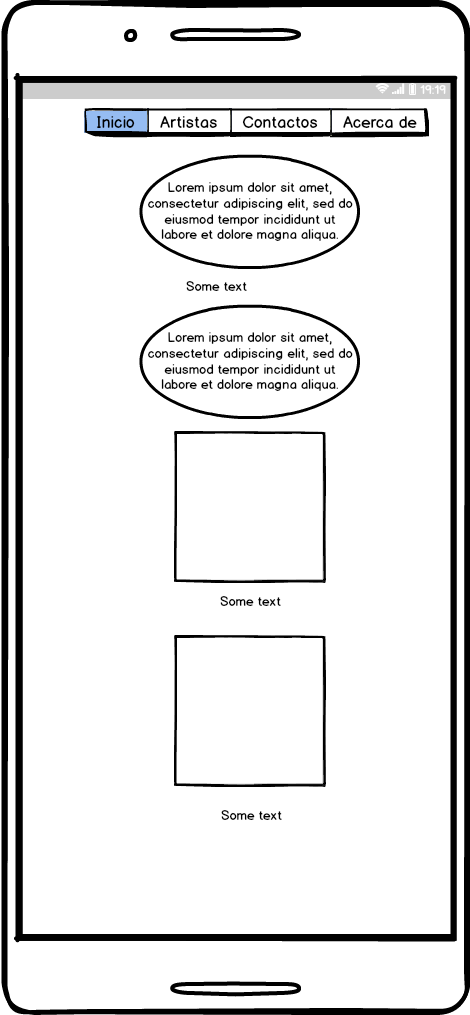 19:19
Inicio Artistas Contactos Acerca de
Lorem ipsum dolor sit amet,
consectetur adipiscing elit, sed do
eiusmod tempor incididunt ut
labore et dolore magna aliqua.
Some text
Lorem ipsum dolor sit amet,
consectetur adipiscing elit, sed do
eiusmod tempor incididunt ut
labore et dolore magna aliqua.
Some text
Some text